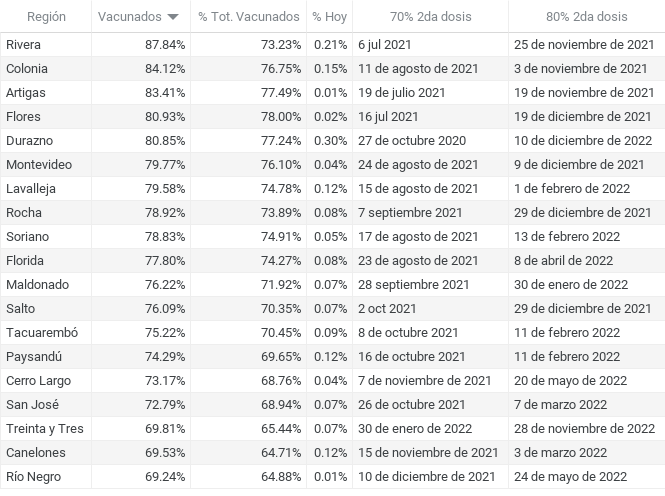 Región Vacunados % Tot. Vacunados % Hoy 70% 2da dosis 80% 2da dosis
Rivera 87.84% 73.23% 0.21% 6 jul 2021 25 de noviembre de 2021
Colonia 84.12% 76.75% 0.15% 11 de agosto de 2021 3 de noviembre de 2021
Artigas 83.41% 77.49% 0.01% 19 de julio de 2021 19 de noviembre de 2021
Flores 80.93% 78.00% 0.02% 16 jul 2021 19 de diciembre de 2021
Durazno 80.85% 77.24% 0.30% 27 de octubre 2020 10 de diciembre de 2022
Montevideo 79.77% 76.10% 0.04% 24 de agosto de 2021 9 de diciembre de 2021
Lavalleja 79.58% 74.78% 0.12% 15 de agosto de 2021 1 de febrero de 2022
Rocha 78.92% 73.89% 0.08% 7 septiembre 2021 29 de diciembre de 2021
Soriano 78.83% 74.91% 0.05% 17 de agosto de 2021 13 de febrero 2022
Florida 77.80% 74.27% 0.08% 23 de agosto de 2021 8 de abril de 2022
Maldonado 76.22% 71.92% 0.07% 28 septiembre 2021 30 de enero de 2022
Salto 76.09% 70.35% 0.07% 2 oct 2021 29 de diciembre de 2021
Tacuarembó 75.22% 70.45% 0.09% 8 de octubre de 2021 11 de febrero 2022
Paysandú 74.29% 69.65% 0.12% 16 de octubre de 2021 11 de febrero 2022
Cerro Largo 73.17% 68.76% 0.04% 7 de noviembre de 2021 20 de mayo de 2022
San José 72.79% 68.94% 0.07% 26 de octubre de 2021 7 de marzo 2022
Treinta y Tres 69.81% 65.44% 0.07% 30 de enero de 2022 28 de noviembre de 2022
Canelones 69.53% 64.71% 0.12% 15 de noviembre de 2021 3 de marzo 2022
Río Negro 69.24% 64.88% 0.01% 10 de diciembre de 2021 24 de mayo de 2022